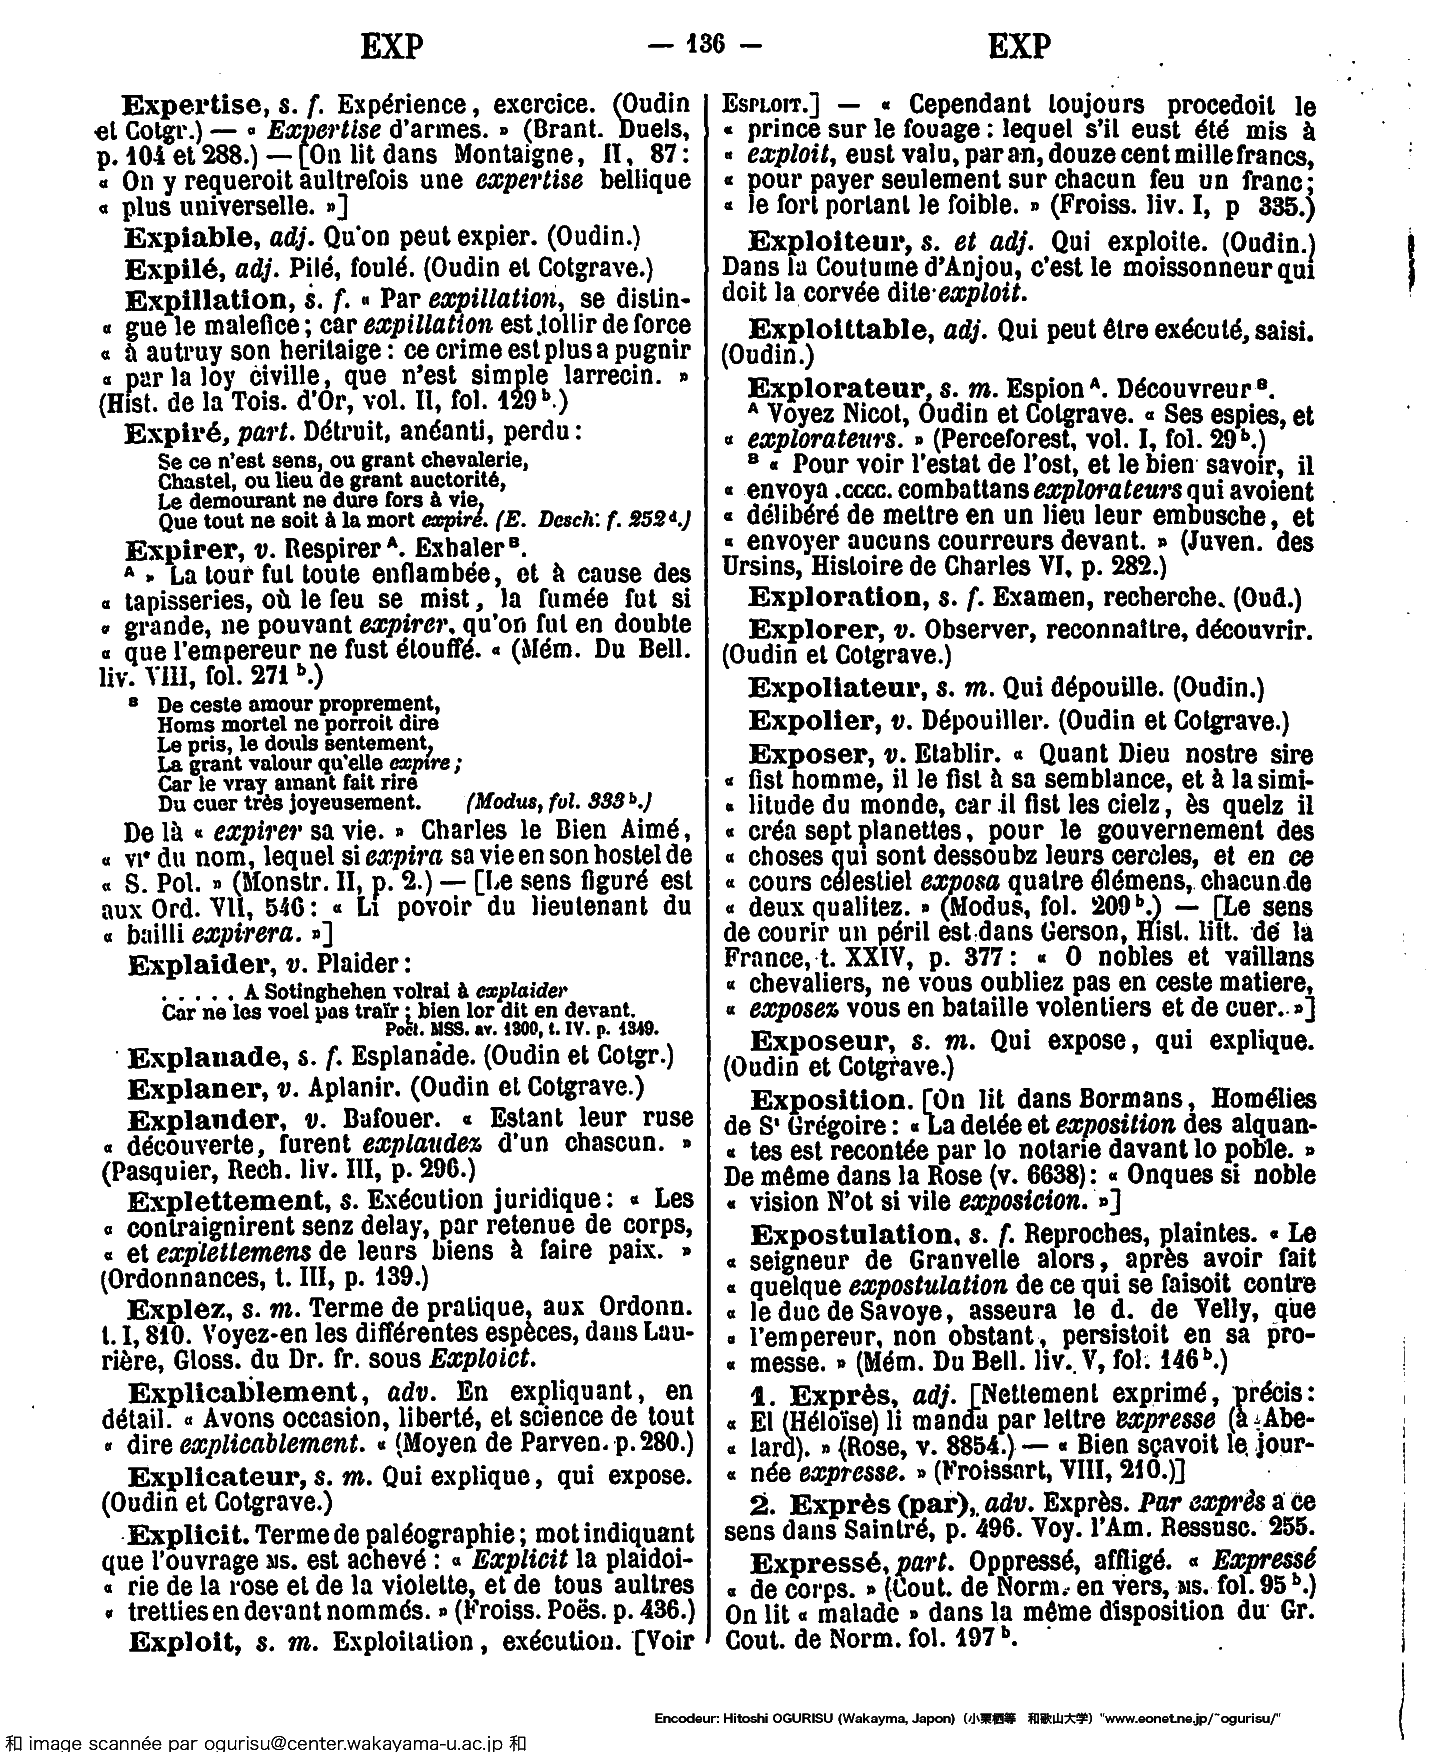 EXP — 136 — EXP
Expertise, s. f. Expérience, exercice. (Oudin
et Cotgr.) — « Expertise d'armes. » (Brant. Duels,
p. 104 et 288.) — [On lit dans Montaigne, II, 87 :
« On y requeroit aultrefois une expertise bellique
« plus universelle. »]
Expiable, adj. Qu'on peut expier. (Oudin.)
Expilé, adj. Pilé, foulé. (Oudin et Cotgrave.)
Expillation, s. f. « Par expillation, se distin-
« gue le malefice ; car expillation est tollir de force
« à autruy son heritaige : ce crime est plus a pugnir
« par la loy civille, que n'est simple larrecin. »
(Hist. de la Tois. d'Or, vol. II, fol. 129 b.)
Expiré, part. Détruit, anéanti, perdu :
Se ce n'est sens, ou grant chevalerie,
Chastel, ou lieu de grant auctorité,
Le demourant ne dure fors à vie,
Que tout ne soit à la mort expiré. (E. Desch. f. 252 d.)
Expirer, v. Respirer A. Exhaler B.
A » La tour fut toute enflambée, et à cause des
« tapisseries, où le feu se mist, la fumée fut si
« grande, ne pouvant expirer, qu'on fut en doubte
« que l'empereur ne fust étouffé. « (Mém. Du Bell.
liv. VIII, fol. 271 b.)
B De ceste amour proprement,
Homs mortel ne porroit dire
Le pris, le douls sentement,
La grant valour qu'elle expire ;
Car le vray amant fait rire
Du cuer très joyeusement. (Modus, fol. 333 b.)
De là « expirer sa vie. » Charles le Bien Aimé,
« vie du nom, lequel si expira sa vie en son hostel de
« S. Pol. » (Monstr. II, p. 2.) — [Le sens figuré est
aux Ord. VII, 546 : « Li povoir du lieutenant du
« bailli expirera. »]
Explaider, v. Plaider :
. . . . . A Sotinghehen volrai à explaider
Car ne les voel pas traïr ; bien lor dit en devant.
Poët. MSS. av. 1300, t. IV. p. 1349.
Explanade, s. f. Esplanade. (Oudin et Cotgr.)
Explaner, v. Aplanir. (Oudin et Cotgrave.)
Explander, v. Bafouer. « Estant leur ruse
« découverte, furent explaudez d'un chascun. »
(Pasquier, Rech. liv. III, p. 296.)
Explettement, s. Exécution juridique : « Les
« contraignirent senz delay, par retenue de corps,
« et explettemens de leurs biens à faire paix. »
(Ordonnances, t. III, p. 139.)
Explez, s. m. Terme de pratique, aux Ordonn.
t. I, 810. Voyez-en les différentes espèces, dans Lau-
rière, Gloss. du Dr. fr. sous Exploict.
Explicablement, adv. En expliquant, en
détail. « Avons occasion, liberté, et science de tout
« dire explicablement. « (Moyen de Parven. p. 280.)
Explicateur, s. m. Qui explique, qui expose.
(Oudin et Cotgrave.)
Explicit. Terme de paléographie ; mot indiquant
que l'ouvrage MS. est achevé : « Explicit la plaidoi-
« rie de la rose et de la violette, et de tous aultres
« tretties en devant nommés. » (Froiss. Poës. p. 436.)
Exploit, s. m. Exploitation, exécution. [Voir
ESPLOIT.] — « Cependant toujours procedoit le
« prince sur le fouage : lequel s'il eust été mis à
« exploit, eust valu, par an, douze cent mille francs,
« pour payer seulement sur chacun feu un franc ;
« le fort portant le foible. » (Froiss. liv. I, p 335.)
Exploiteur, s. et adj. Qui exploite. (Oudin.)
Dans la Coutume d'Anjou, c'est le moissonneur qui
doit la corvée dite exploit.
Exploittable, adj. Qui peut être exécuté, saisi.
(Oudin.)
Explorateur, s. m. Espion A. Découvreur B.
A Voyez Nicot, Oudin et Cotgrave. « Ses espies, et
« explorateurs. » (Perceforest, vol. I, fol. 29 b.)
B « Pour voir l'estat de l'ost, et le bien savoir, il
« envoya .cccc. combattans explorateurs qui avoient
« délibéré de mettre en un lieu leur embusche, et
« envoyer aucuns courreurs devant. » (Juven. des
Ursins, Histoire de Charles VI, p. 282.)
Exploration, s. f. Examen, recherche. (Oud.)
Explorer, v. Observer, reconnaître, découvrir.
(Oudin et Cotgrave.)
Expoliateur, s. m. Qui dépouille. (Oudin.)
Expolier, v. Dépouiller. (Oudin et Cotgrave.)
Exposer, v. Etablir. « Quant Dieu nostre sire
« fist homme, il le fist à sa semblance, et à la simi-
« litude du monde, car il fist les cielz, ès quelz il
« créa sept planettes, pour le gouvernement des
« choses qui sont dessoubz leurs cercles, et en ce
« cours célestiel exposa quatre élémens, chacun de
« deux qualitez. » (Modus, fol. 209 b.) — [Le sens
de courir un péril est dans Gerson, Hist. litt. de la
France, t. XXIV, p. 377 : « O nobles et vaillans
« chevaliers, ne vous oubliez pas en ceste matiere,
« exposez vous en bataille volentiers et de cuer. »]
Exposeur, s. m. Qui expose, qui explique.
(Oudin et Cotgrave.)
Exposition. [On lit dans Bormans, Homélies
de St Grégoire : « La detée et exposition des alquan-
« tes est recontée par lo notarie davant lo poble. »
De même dans la Rose (v. 6638) : « Onques si noble
« vision N'ot si vile exposicion. »]
Expostulation, s. f. Reproches, plaintes. « Le
« seigneur de Granvelle alors, après avoir fait
« quelque expostulation de ce qui se faisoit contre
« le duc de Savoye, asseura le d. de Velly, que
« l'empereur, non obstant, persistoit en sa pro-
« messe. » (Mém. Du Bell. liv. V, fol. 146 b.)
1. Exprès, adj. [Nettement exprimé, précis :
« El (Héloïse) li manda par lettre expresse (à Abe-
« lard). » (Rose, v. 8854.) — « Bien sçavoit le jour-
« née expresse. » (Froissart, VIII, 210.)]
2. Exprès (par), adv. Exprès. Par exprès a ce
sens dans Saintré, p. 496. Voy. l'Am. Ressusc. 255.
Expressé, part. Oppressé, affligé. « Expressé
« de corps. » (Cout. de Norm. en vers, MS. fol. 95 b.)
On lit « malade » dans la même disposition du Gr.
Cout. de Norm. fol. 197 b.
Encodeur: Hitoshi OGURISU (Wakayma, Japon) (小栗栖等 和歌山大学) "www.eonet.ne.jp/~ogurisu/"
和 image scannée par ogurisu@center.wakayama-u.ac.jp 和